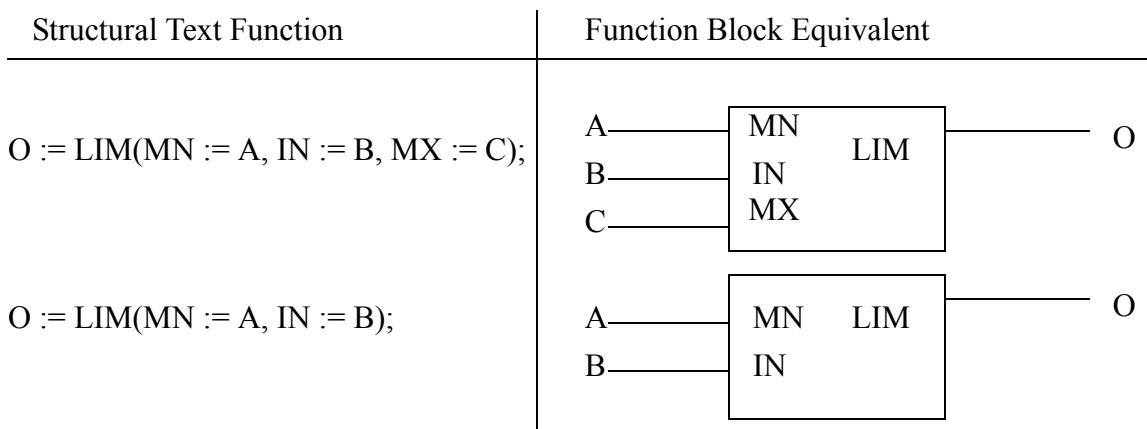 Structural Text Function
Function Block Equivalent
O := LIM(MN := A, IN := B, MX := C);
A MN LIM O
B IN
C MX
O := LIM(MN := A, IN := B);
A MN LIM O
B IN